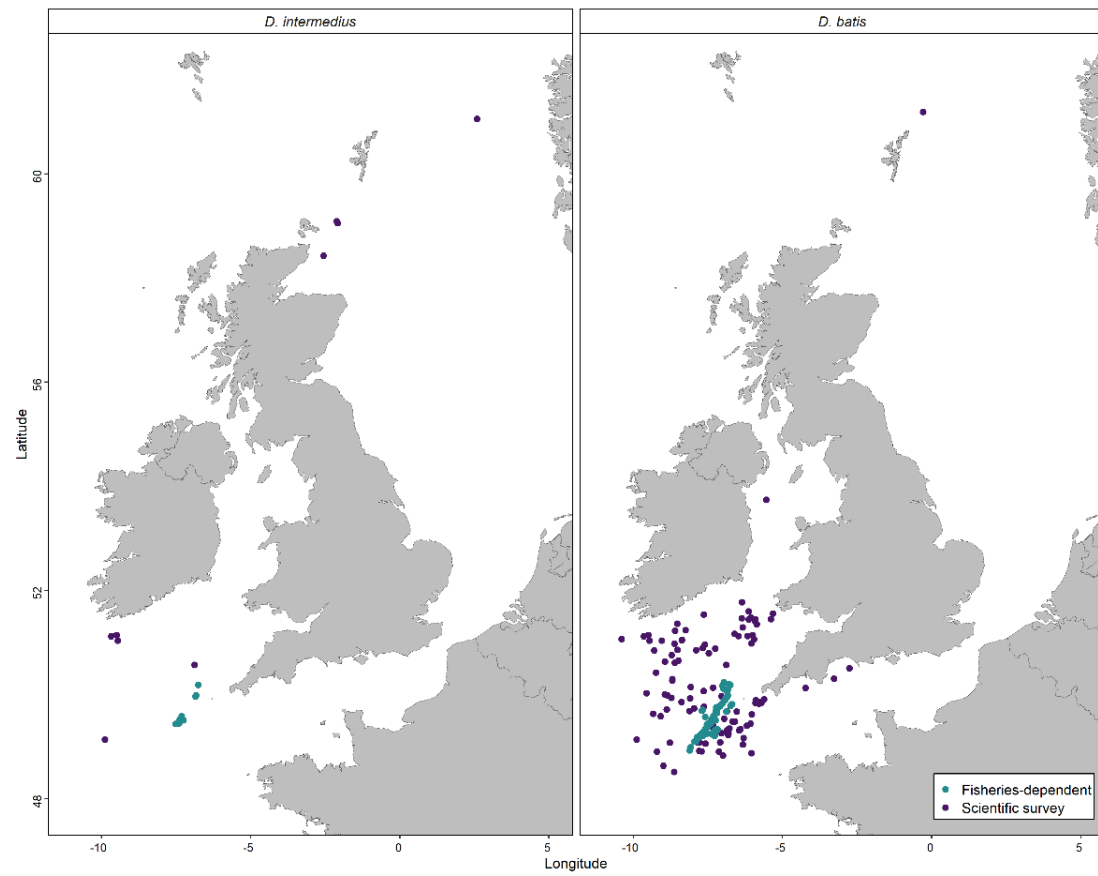 D. intermedius
D. batis
Latitude
60
56
52
48
-10
-5
0
5
-10
-5
0
5
Longitude
Fisheries-dependent
Scientific survey